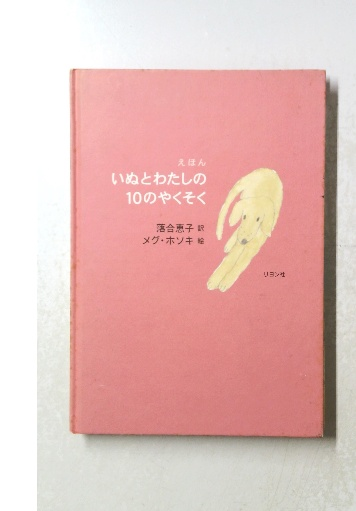 えほん
いぬとわたしの
10のやくそく
落合恵子 訳
メグ・ホソキ 絵
リヨン社